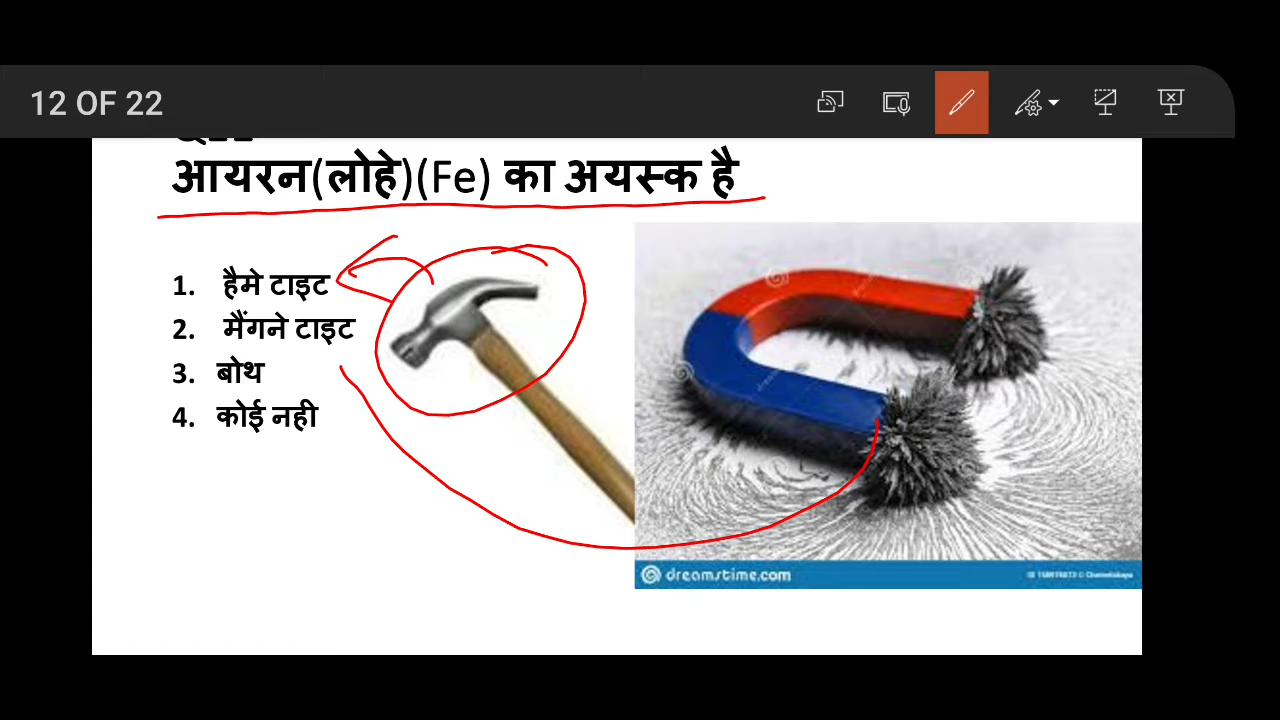 12 OF 22
आयरन(लोहे)(Fe) का अयस्क है
1. हैमे टाइट
2. मैंगने टाइट
3. बोथ
4. कोई नही
dreamstime.com